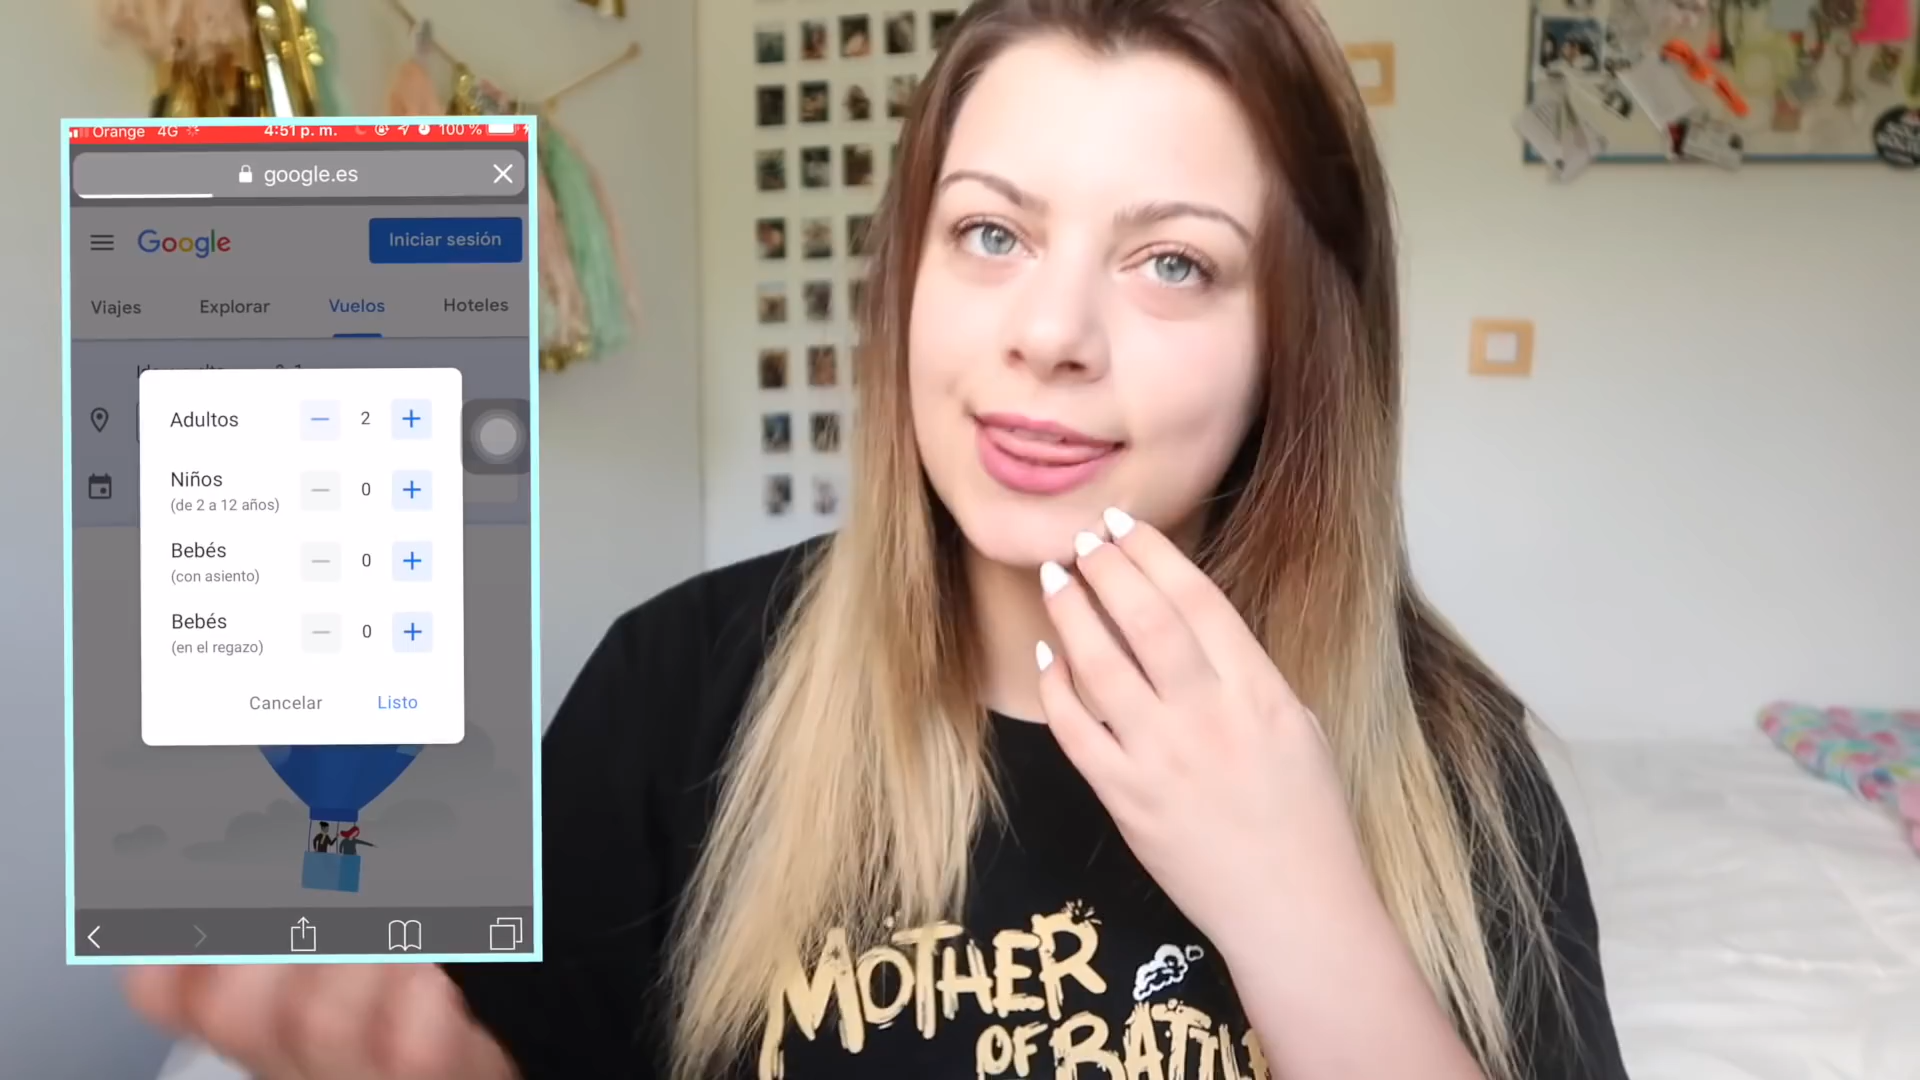 Orange 4G 4:51 p. m. 100 %
google.es
Google
Iniciar sesión
Viajes Explorar Vuelos Hoteles
Adultos 2
Niños 0
(de 2 a 12 años)
Bebés 0
(con asiento)
Bebés 0
(en el regazo)
Cancelar Listo
MOTHER
OF BATTLE